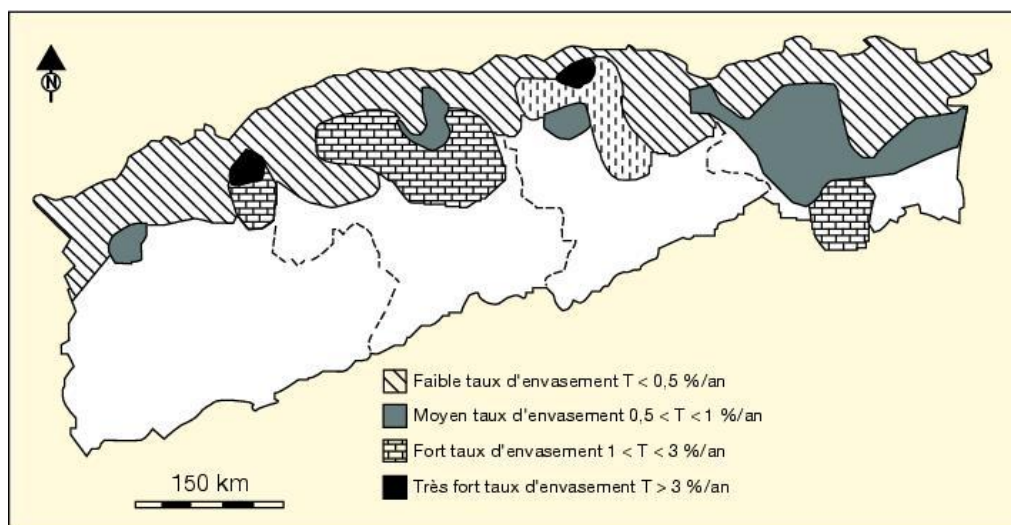 N
Faible taux d'envasement T < 0,5 %/an
Moyen taux d'envasement 0,5 < T < 1 %/an
Fort taux d'envasement 1 < T < 3 %/an
Très fort taux d'envasement T > 3 %/an
150 km